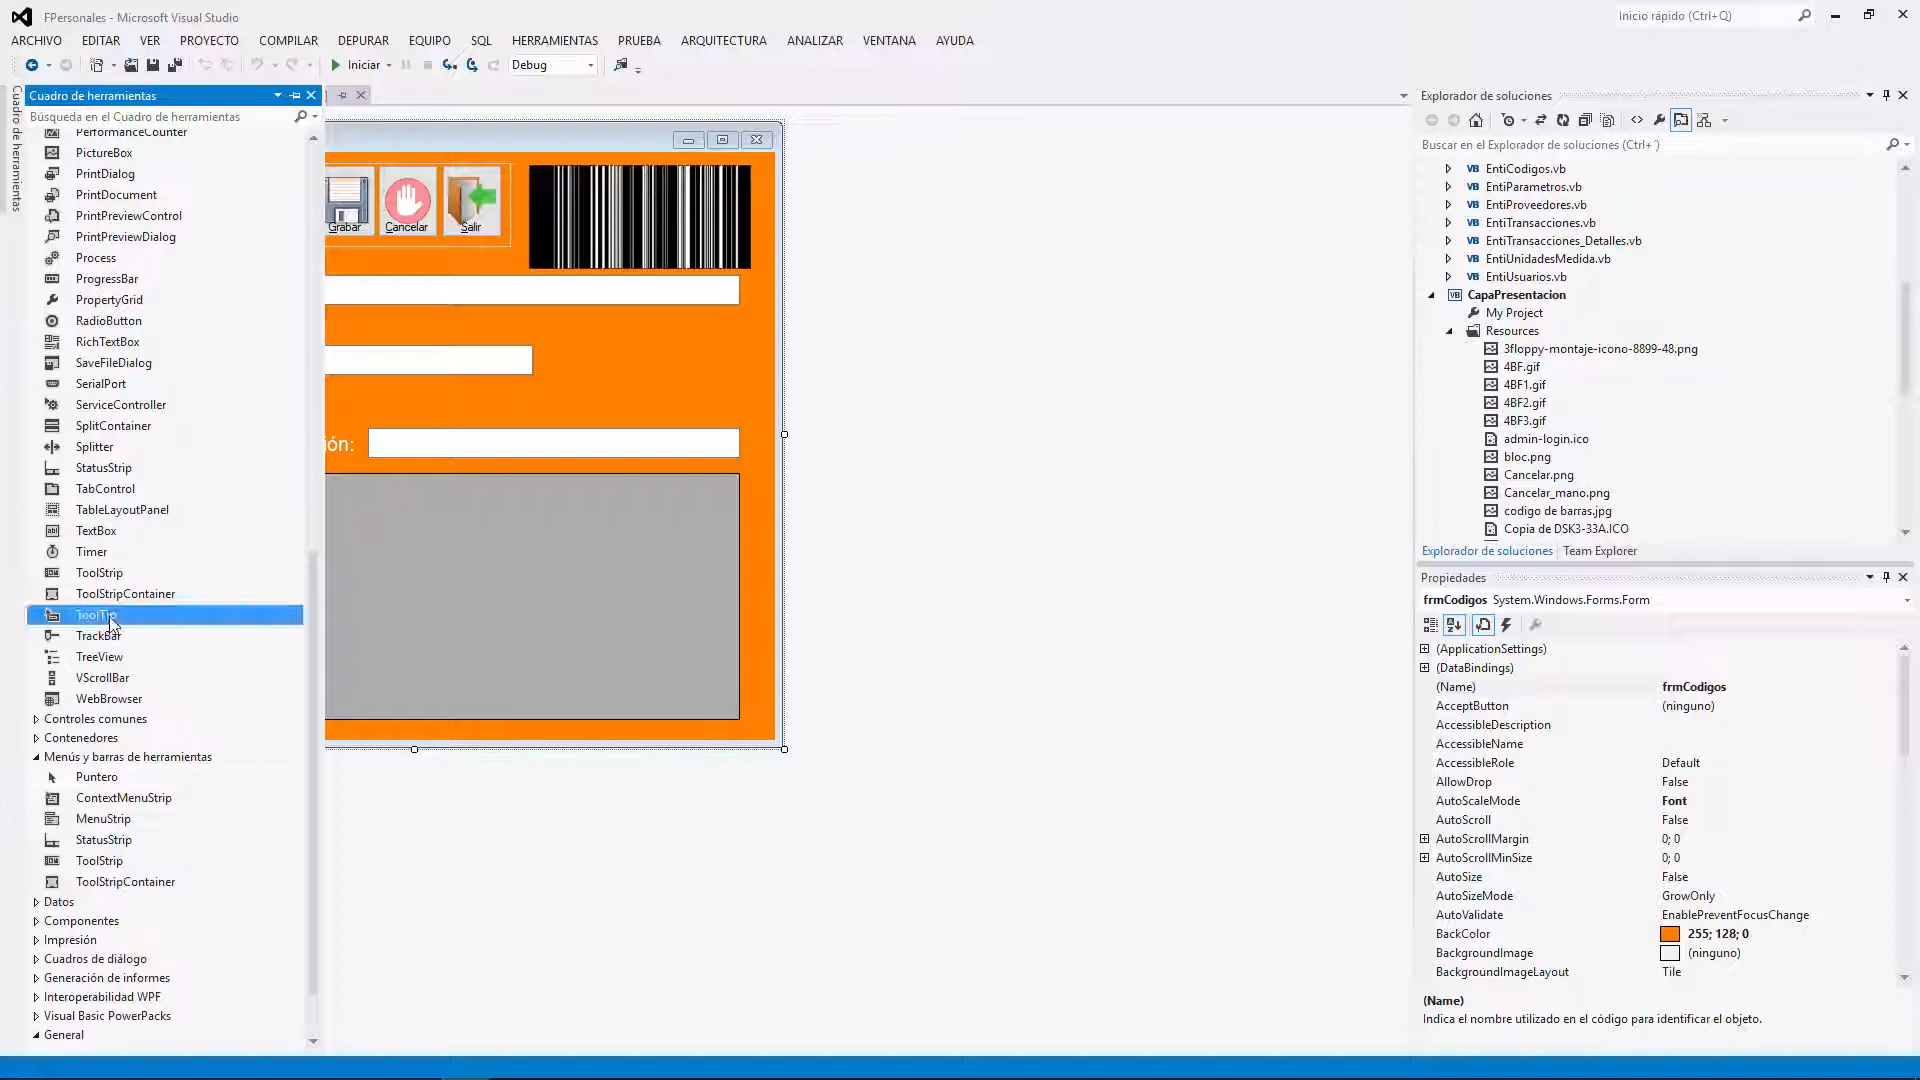 FPersonales - Microsoft Visual Studio
Inicio rápido (Ctrl+Q)
ARCHIVO EDITAR VER PROYECTO COMPILAR DEPURAR EQUIPO SQL HERRAMIENTAS PRUEBA ARQUITECTURA ANALIZAR VENTANA AYUDA
Iniciar Debug
Cuadro de herramientas
Cuadro de herramientas
Búsqueda en el Cuadro de herramientas
PerformanceCounter
PictureBox
PrintDialog
PrintDocument
PrintPreviewControl
PrintPreviewDialog
Process
ProgressBar
PropertyGrid
RadioButton
RichTextBox
SaveFileDialog
SerialPort
ServiceController
SplitContainer
Splitter
StatusStrip
TabControl
TableLayoutPanel
TextBox
Timer
ToolStrip
ToolStripContainer
ToolTip
TrackBar
TreeView
VScrollBar
WebBrowser
Controles comunes
Contenedores
Menús y barras de herramientas
Puntero
ContextMenuStrip
MenuStrip
StatusStrip
ToolStrip
ToolStripContainer
Datos
Componentes
Impresión
Cuadros de diálogo
Generación de informes
Interoperabilidad WPF
Visual Basic PowerPacks
General
Grabar Cancelar Salir
ión:
Explorador de soluciones
Buscar en el Explorador de soluciones (Ctrl+´)
VB EntiCodigos.vb
VB EntiParametros.vb
VB EntiProveedores.vb
VB EntiTransacciones.vb
VB EntiTransacciones_Detalles.vb
VB EntiUnidadesMedida.vb
VB EntiUsuarios.vb
VB CapaPresentacion
My Project
Resources
3floppy-montaje-icono-8899-48.png
4BF.gif
4BF1.gif
4BF2.gif
4BF3.gif
admin-login.ico
bloc.png
Cancelar.png
Cancelar_mano.png
codigo de barras.jpg
Copia de DSK3-33A.ICO
Explorador de soluciones Team Explorer
Propiedades
frmCodigos System.Windows.Forms.Form
(ApplicationSettings)
(DataBindings)
(Name) frmCodigos
AcceptButton (ninguno)
AccessibleDescription
AccessibleName
AccessibleRole Default
AllowDrop False
AutoScaleMode Font
AutoScroll False
AutoScrollMargin 0; 0
AutoScrollMinSize 0; 0
AutoSize False
AutoSizeMode GrowOnly
AutoValidate EnablePreventFocusChange
BackColor 255; 128; 0
BackgroundImage (ninguno)
BackgroundImageLayout Tile
(Name)
Indica el nombre utilizado en el código para identificar el objeto.